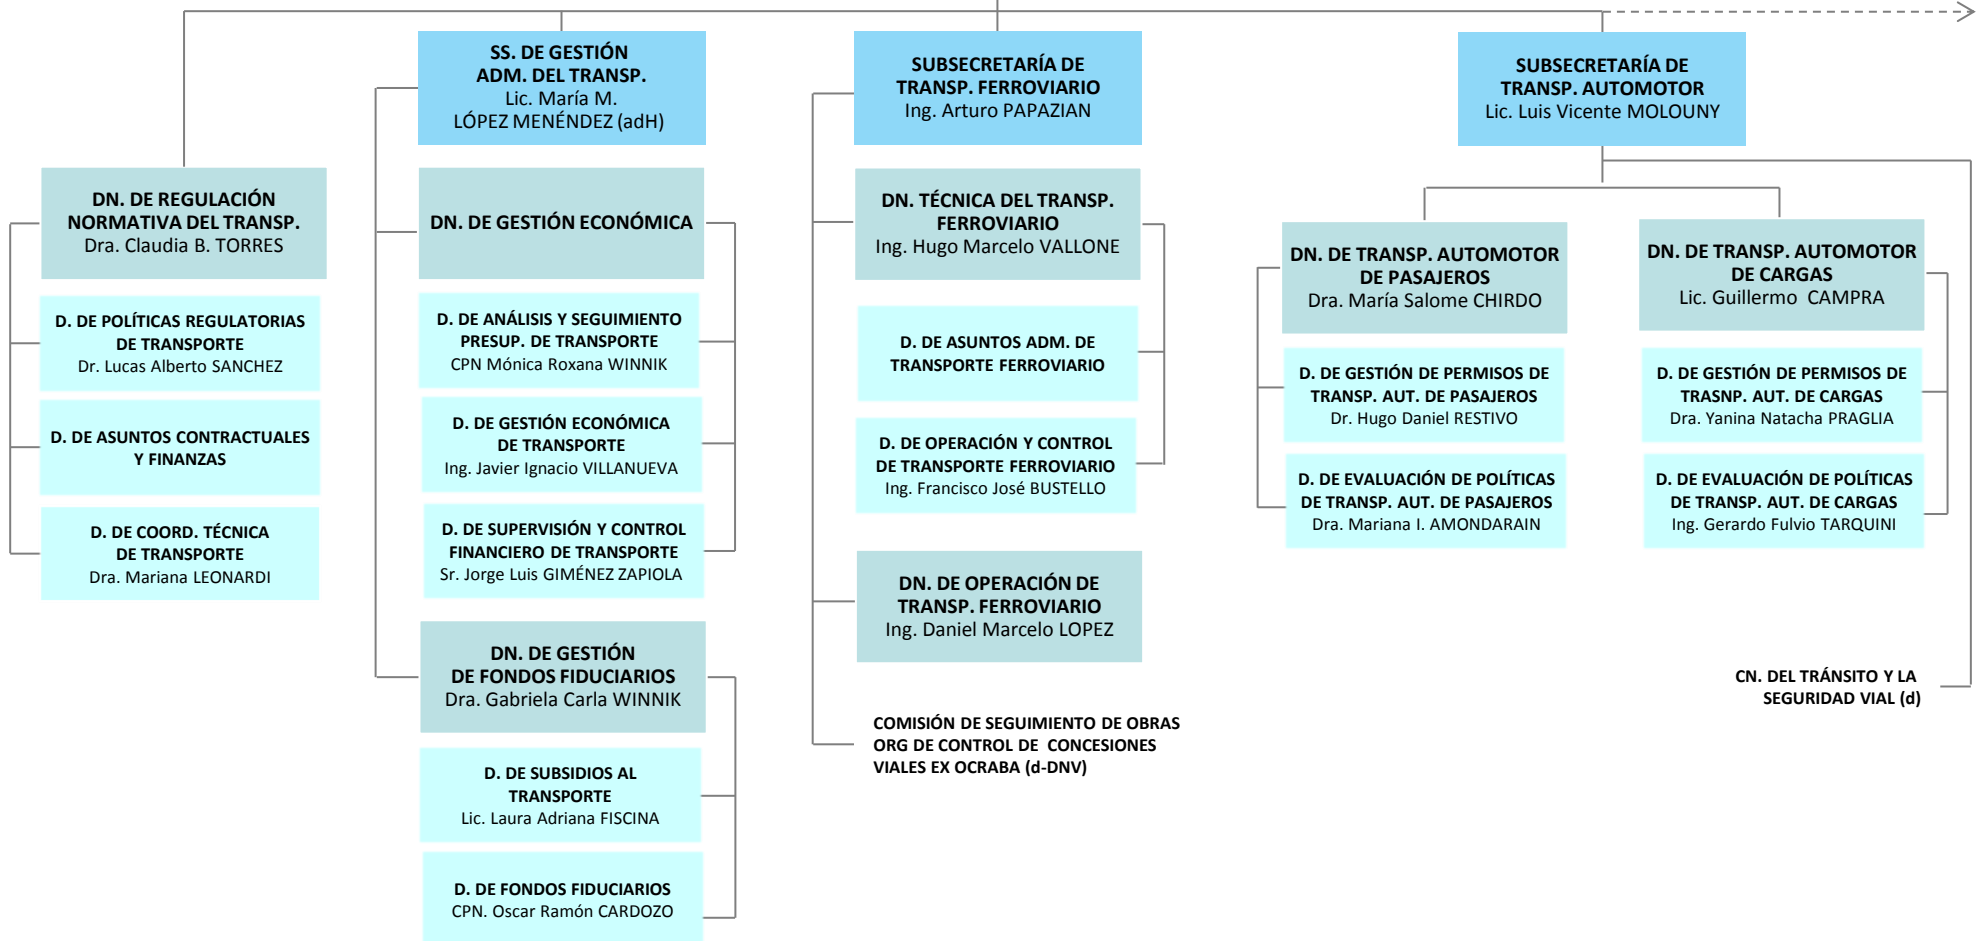 SS. DE GESTIÓN
ADM. DEL TRANSP.
Lic. María M.
LÓPEZ MENÉNDEZ (adH)
SUBSECRETARÍA DE
TRANSP. FERROVIARIO
Ing. Arturo PAPAZIAN
SUBSECRETARÍA DE
TRANSP. AUTOMOTOR
Lic. Luis Vicente MOLOUNY
DN. DE REGULACIÓN
NORMATIVA DEL TRANSP.
Dra. Claudia B. TORRES
D. DE POLÍTICAS REGULATORIAS
DE TRANSPORTE
Dr. Lucas Alberto SANCHEZ
D. DE ASUNTOS CONTRACTUALES
Y FINANZAS
D. DE COORD. TÉCNICA
DE TRANSPORTE
Dra. Mariana LEONARDI
DN. DE GESTIÓN ECONÓMICA
D. DE ANÁLISIS Y SEGUIMIENTO
PRESUP. DE TRANSPORTE
CPN Mónica Roxana WINNIK
D. DE GESTIÓN ECONÓMICA
DE TRANSPORTE
Ing. Javier Ignacio VILLANUEVA
D. DE SUPERVISIÓN Y CONTROL
FINANCIERO DE TRANSPORTE
Sr. Jorge Luis GIMÉNEZ ZAPIOLA
DN. DE GESTIÓN
DE FONDOS FIDUCIARIOS
Dra. Gabriela Carla WINNIK
D. DE SUBSIDIOS AL
TRANSPORTE
Lic. Laura Adriana FISCINA
D. DE FONDOS FIDUCIARIOS
CPN. Oscar Ramón CARDOZO
DN. TÉCNICA DEL TRANSP.
FERROVIARIO
Ing. Hugo Marcelo VALLONE
D. DE ASUNTOS ADM. DE
TRANSPORTE FERROVIARIO
D. DE OPERACIÓN Y CONTROL
DE TRANSPORTE FERROVIARIO
Ing. Francisco José BUSTELLO
DN. DE OPERACIÓN DE
TRANSP. FERROVIARIO
Ing. Daniel Marcelo LOPEZ
COMISIÓN DE SEGUIMIENTO DE OBRAS
ORG DE CONTROL DE CONCESIONES
VIALES EX OCRABA (d-DNV)
DN. DE TRANSP. AUTOMOTOR
DE PASAJEROS
Dra. María Salome CHIRDO
D. DE GESTIÓN DE PERMISOS DE
TRANSP. AUT. DE PASAJEROS
Dr. Hugo Daniel RESTIVO
D. DE EVALUACIÓN DE POLÍTICAS
DE TRANSP. AUT. DE PASAJEROS
Dra. Mariana I. AMONDARAIN
DN. DE TRANSP. AUTOMOTOR
DE CARGAS
Lic. Guillermo CAMPRA
D. DE GESTIÓN DE PERMISOS DE
TRASNP. AUT. DE CARGAS
Dra. Yanina Natacha PRAGLIA
D. DE EVALUACIÓN DE POLÍTICAS
DE TRANSP. AUT. DE CARGAS
Ing. Gerardo Fulvio TARQUINI
CN. DEL TRÁNSITO Y LA
SEGURIDAD VIAL (d)